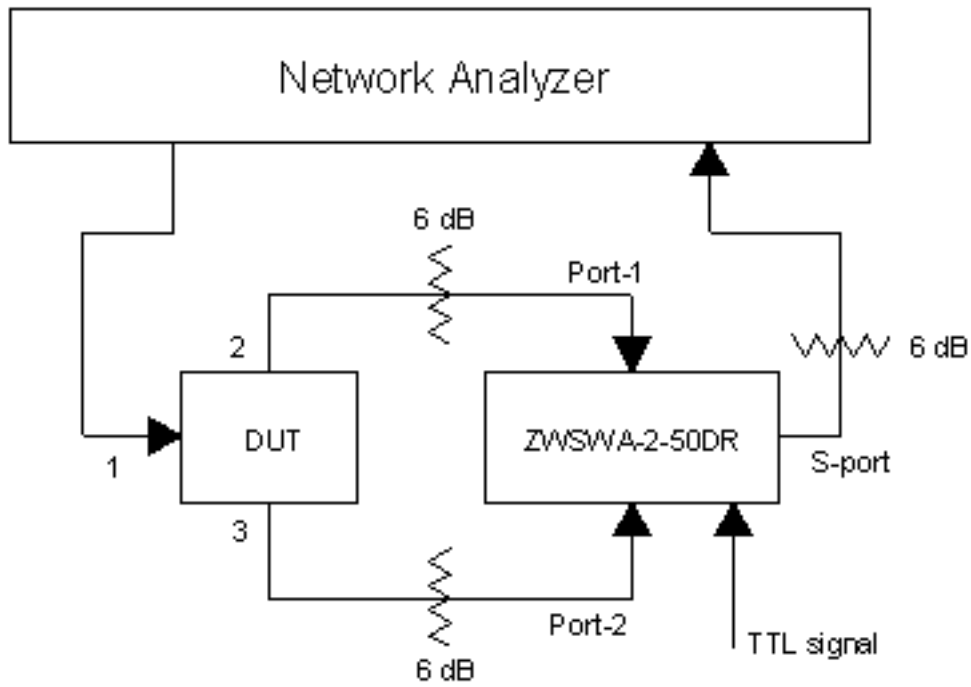 Network Analyzer
6 dB
Port-1
2
6 dB
DUT
ZWSWA-2-50DR
1
S-port
3
Port-2
6 dB
TTL signal